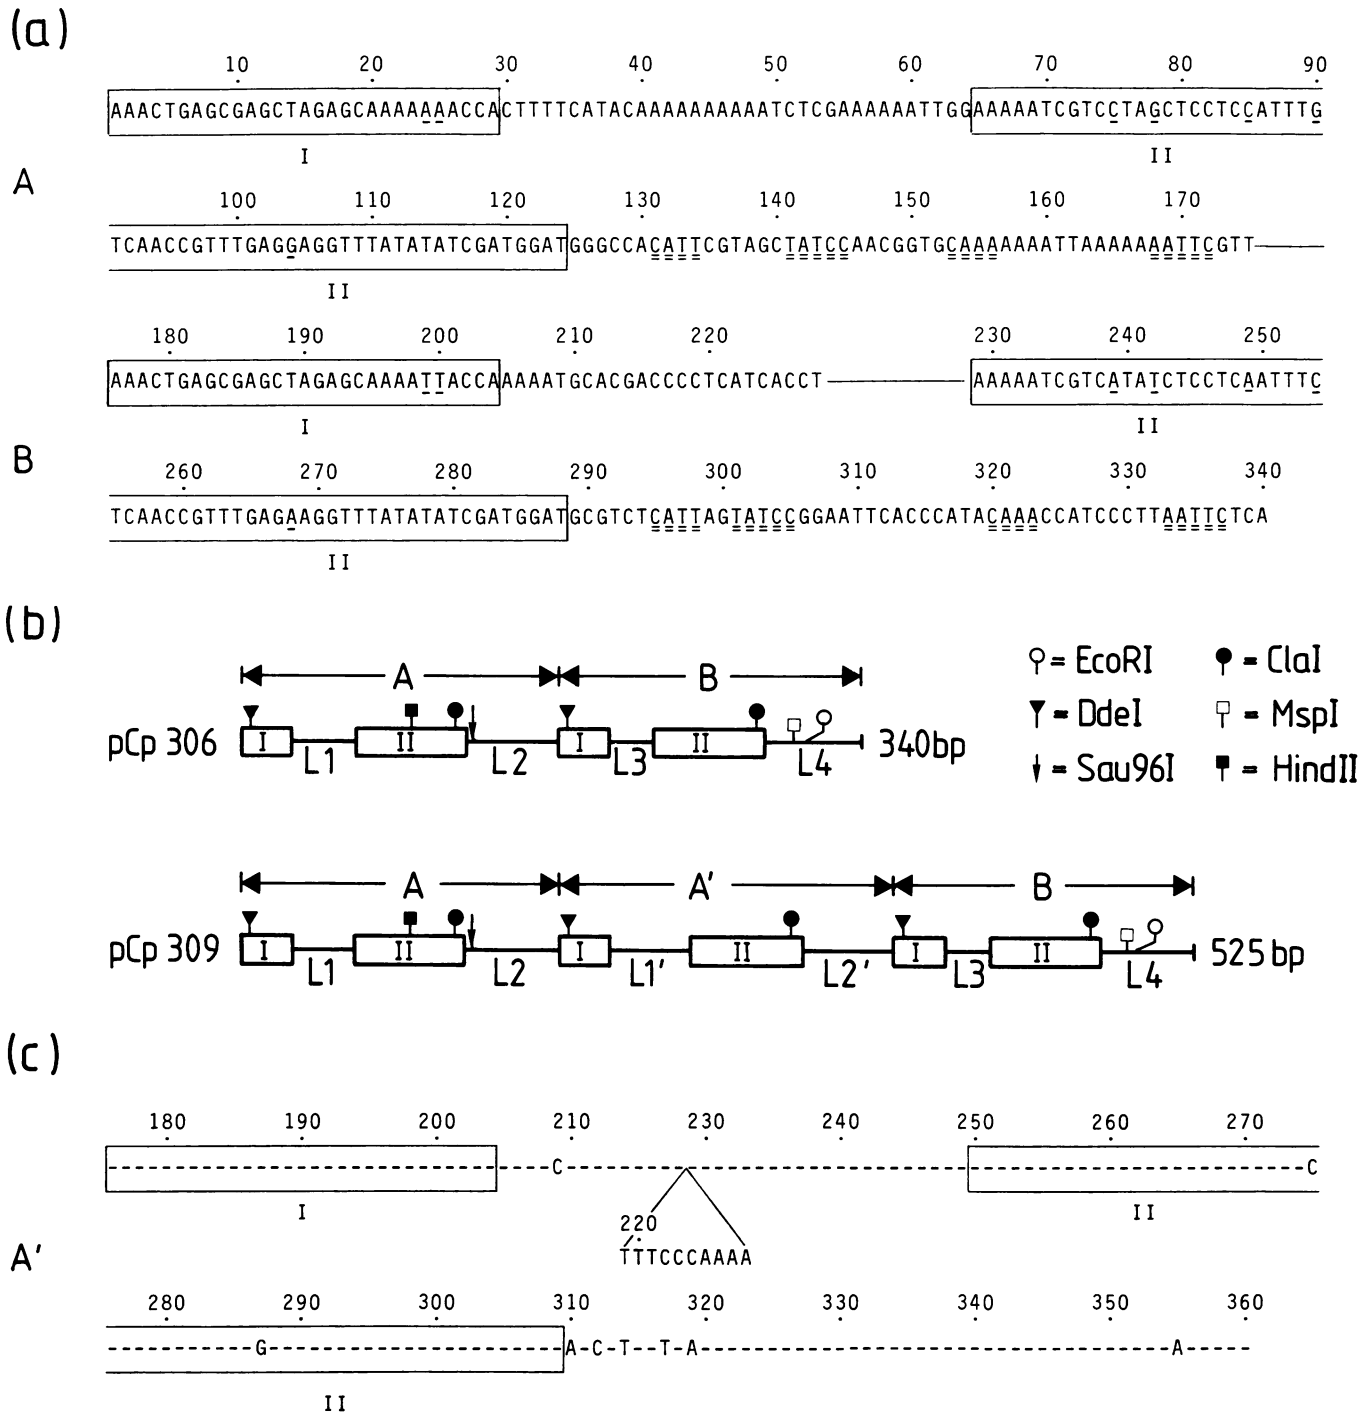 (a)
10 20 30 40 50 60 70 80 90
AAACTGAGCGAGCTAGAGCAAAAAAACCACTTTTCATACAAAAAAAAAAATCTCGAAAAAATTGGAAAAATCGTCCTAGCTCCTCCATTTG
I II
A
100 110 120 130 140 150 160 170
TCAACCGTTTGAGGAGGTTTATATATCGATGGATGGGCCACATTCGTAGCTATCCAACGGTGCAAAAAAATTAAAAAAAATTCGTT
II
180 190 200 210 220 230 240 250
AAACTGAGCGAGCTAGAGCAAAATTACCAAAAATGCACGACCCCTCATCACCT AAAAATCGTCATATCTCCTCAATTTC
I II
B
260 270 280 290 300 310 320 330 340
TCAACCGTTTGAGAAGGTTTATATATCGATGGATGCGTCTCATTAGTATCCGGAATTCACCCATACAAACCATCCCTTAATTCTCA
II
(b)
A B
= EcoRI = ClaI
= DdeI = MspI
= Sau96I = HindII
pCp 306 I L1 II L2 I L3 II L4 340bp
A A' B
pCp 309 I L1 II L2 I L1' II L2' I L3 II L4 525bp
(c)
180 190 200 210 220 230 240 250 260 270
C C
I II
220
TTTCCCAAAA
A'
280 290 300 310 320 330 340 350 360
G A-C-T--T-A A
II